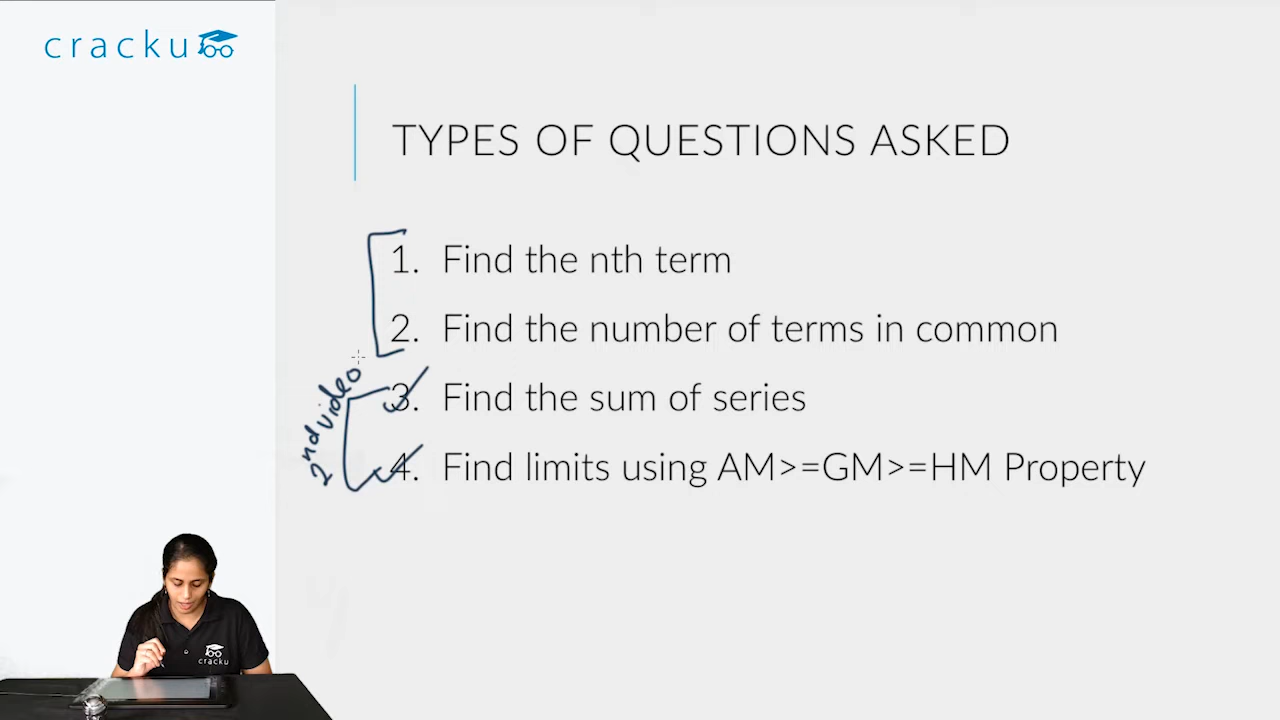 cracku
TYPES OF QUESTIONS ASKED
1. Find the nth term
2. Find the number of terms in common
3. Find the sum of series
4. Find limits using AM>=GM>=HM Property
2nd video
cracku